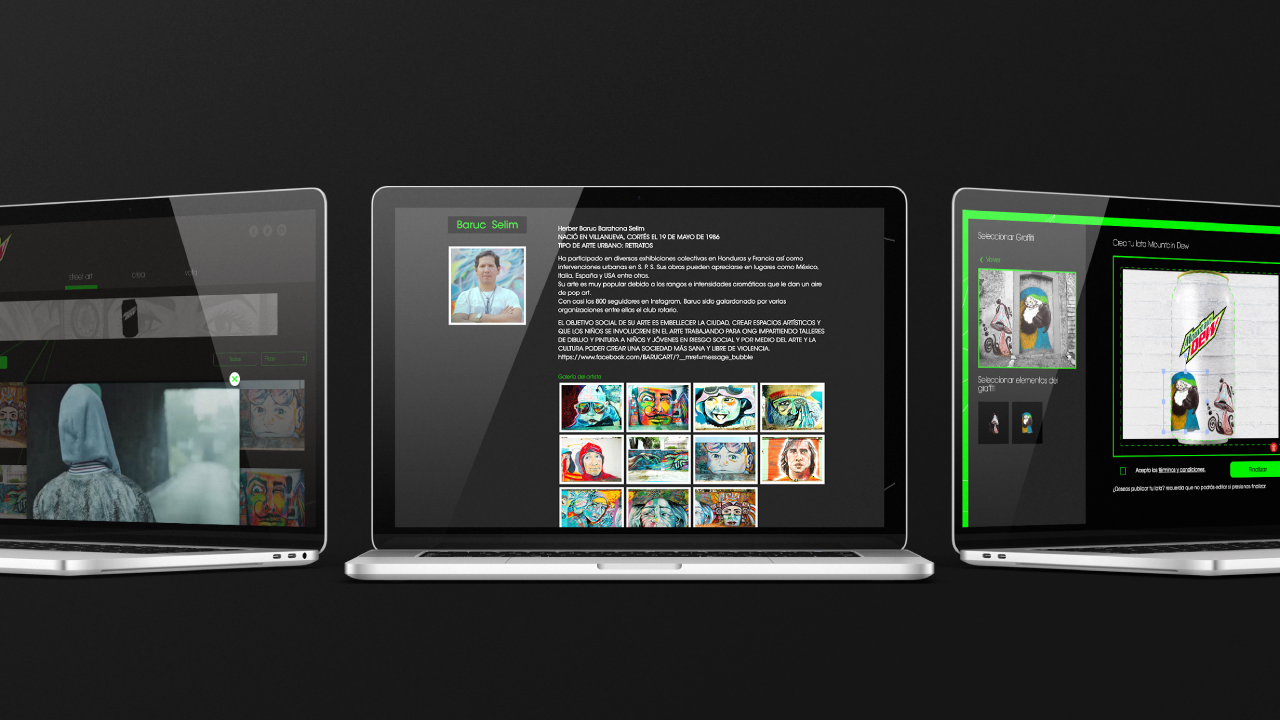 street art
crea
vota
Baruc Selim
Herber Baruc Barahona Selim
NACIÓ EN VILLANUEVA, CORTÉS EL 19 DE MAYO DE 1986
TIPO DE ARTE URBANO: RETRATOS
Ha participado en diversas exhibiciones colectivas en Honduras y Francia así como
intervenciones urbanas en S. P. S. Sus obras pueden apreciarse en lugares como México,
Italia, España y USA entre otros.
Su arte es muy popular debido a los rangos e intensidades cromáticas que le dan un aire
de pop art.
Con casi los 800 seguidores en Instagram, Baruc sido galardonado por varias
organizaciones entre ellas el club rotario.
EL OBJETIVO SOCIAL DE SU ARTE ES EMBELLECER LA CIUDAD, CREAR ESPACIOS ARTÍSTICOS Y
QUE LOS NIÑOS SE INVOLUCREN EN EL ARTE TRABAJANDO PARA ONG IMPARTIENDO TALLERES
DE DIBUJO Y PINTURA A NIÑOS Y JÓVENES EN RIESGO SOCIAL Y POR MEDIO DEL ARTE Y LA
CULTURA PODER CREAR UNA SOCIEDAD MÁS SANA Y LIBRE DE VIOLENCIA.
https://www.facebook.com/BARUCART/?__mref=message_bubble
Galería del artista
Seleccionar Graffiti
Volver
Seleccionar elementos del
graffiti
Crea tu lata Mountain Dew
DEW
Acepto los términos y condiciones.
Finalizar
¿Deseas publicar tu lata? recuerda que no podrás editar si presionas finalizar